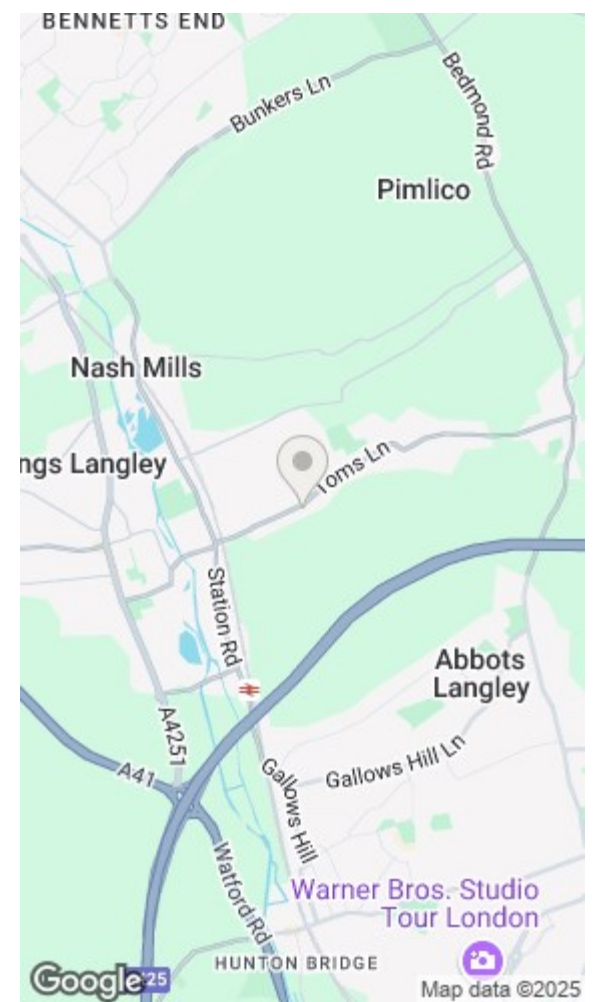 BENNETTS END
Bunkers Ln
Bedmond Rd
Pimlico
Nash Mills
ngs Langley
Toms Ln
Station Rd
Abbots
Langley
A4251
A41
Gallows Hill Ln
Gallows Hill
Watford Rd
Warner Bros. Studio
Tour London
HUNTON BRIDGE
Google
25
Map data ©2025